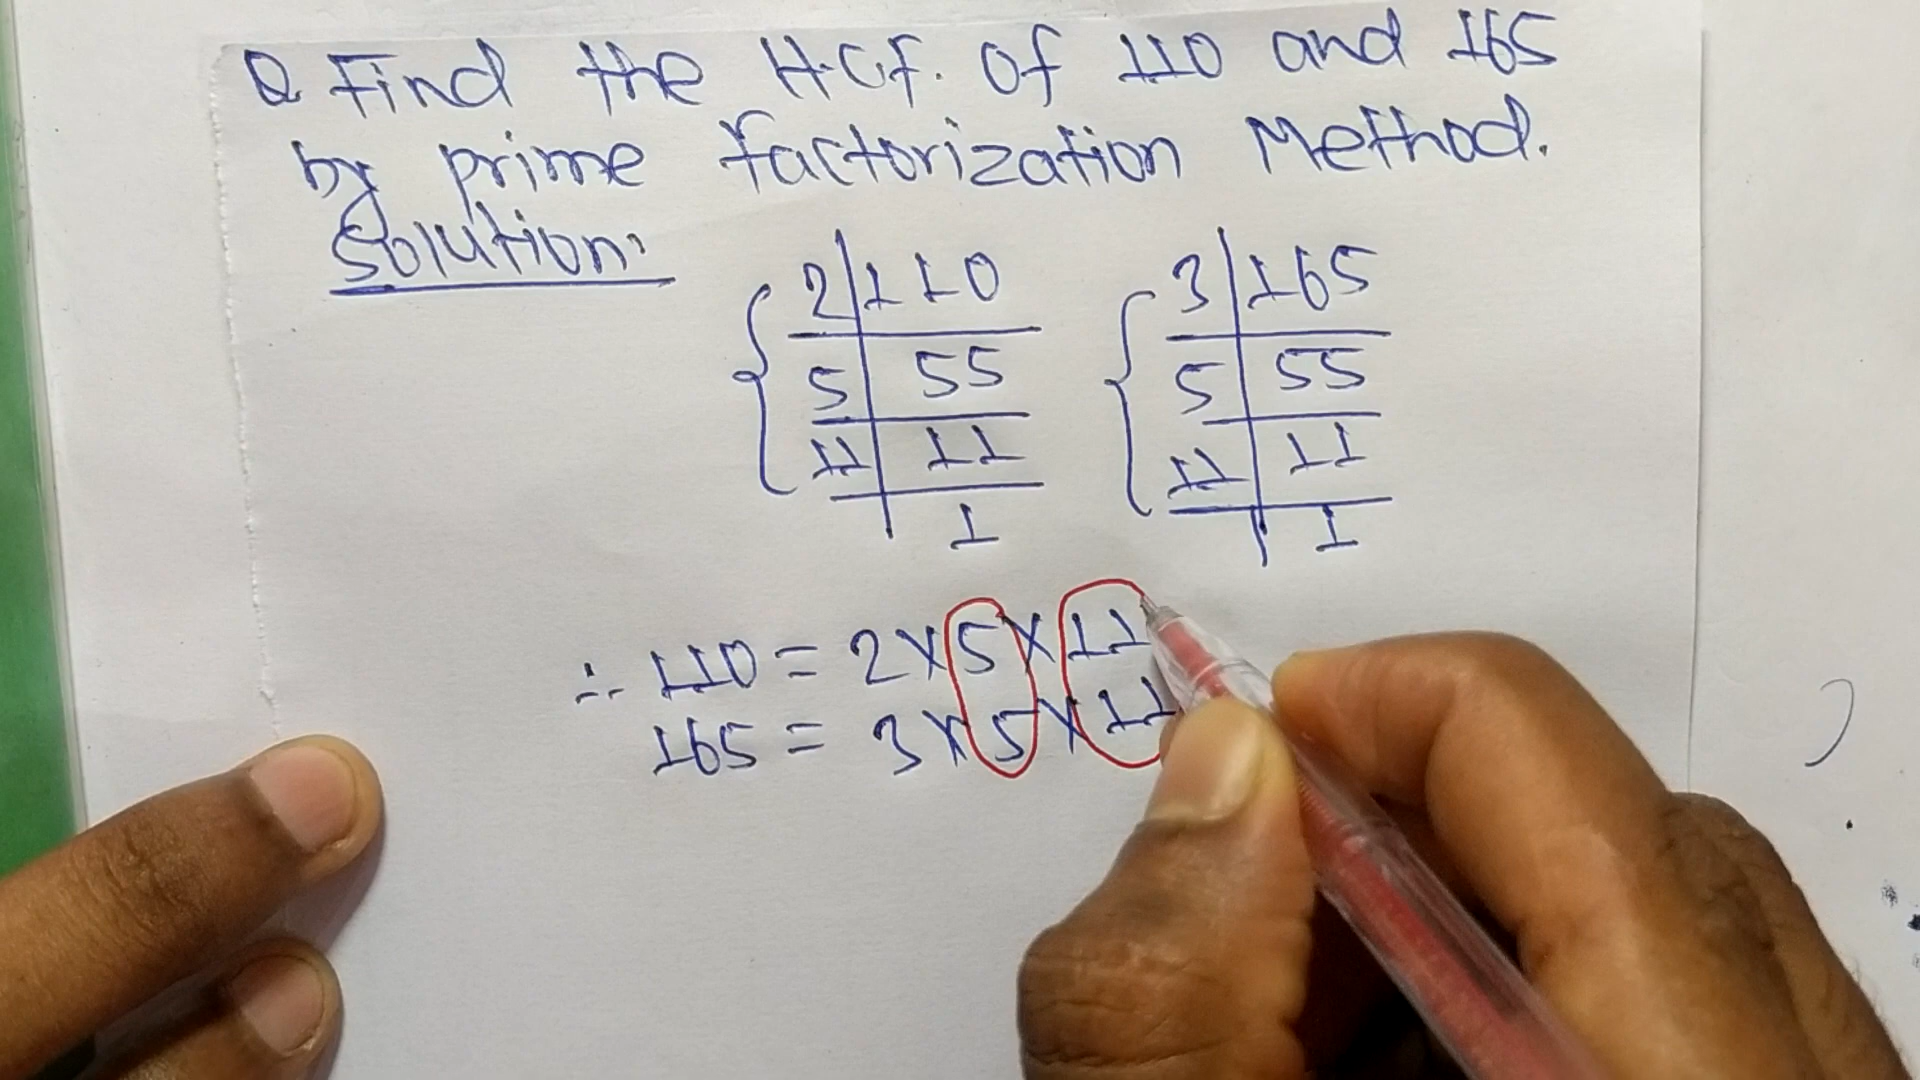 Q Find the H.C.F. of 110 and 165
by prime factorization Method.
Solution:
2 | 110
5 | 55
11 | 11
1
3 | 165
5 | 55
11 | 11
1
∴ 110 = 2×5×11
165 = 3×5×11